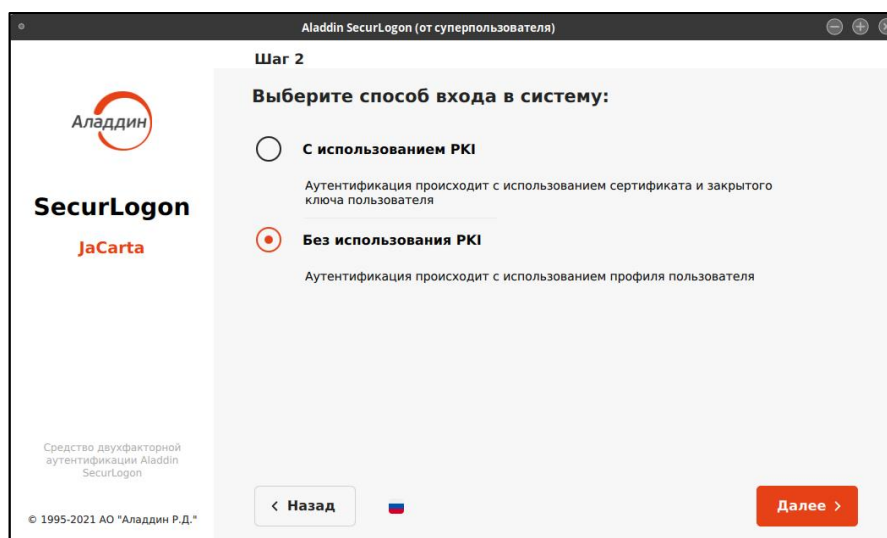 Aladdin SecurLogon (от суперпользователя)
Шаг 2
Выберите способ входа в систему:
С использованием PKI
Аутентификация происходит с использованием сертификата и закрытого
ключа пользователя
Без использования PKI
Аутентификация происходит с использованием профиля пользователя
Аладдин
SecurLogon
JaCarta
Средство двухфакторной
аутентификации Aladdin
SecurLogon
© 1995-2021 АО "Аладдин Р.Д."
Назад
Далее